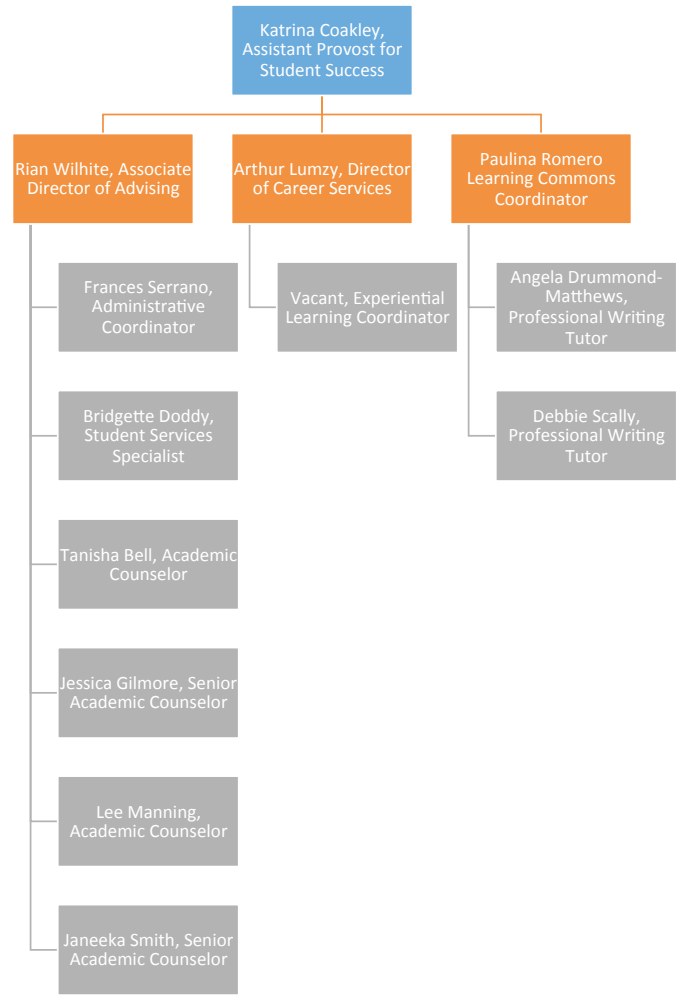 Katrina Coakley,
Assistant Provost for
Student Success
Rian Wilhite, Associate
Director of Advising
Arthur Lumzy, Director
of Career Services
Paulina Romero
Learning Commons
Coordinator
Frances Serrano,
Administrative
Coordinator
Vacant, Experiential
Learning Coordinator
Angela Drummond-
Matthews,
Professional Writing
Tutor
Bridgette Doddy,
Student Services
Specialist
Debbie Scally,
Professional Writing
Tutor
Tanisha Bell, Academic
Counselor
Jessica Gilmore, Senior
Academic Counselor
Lee Manning,
Academic Counselor
Janeeka Smith, Senior
Academic Counselor